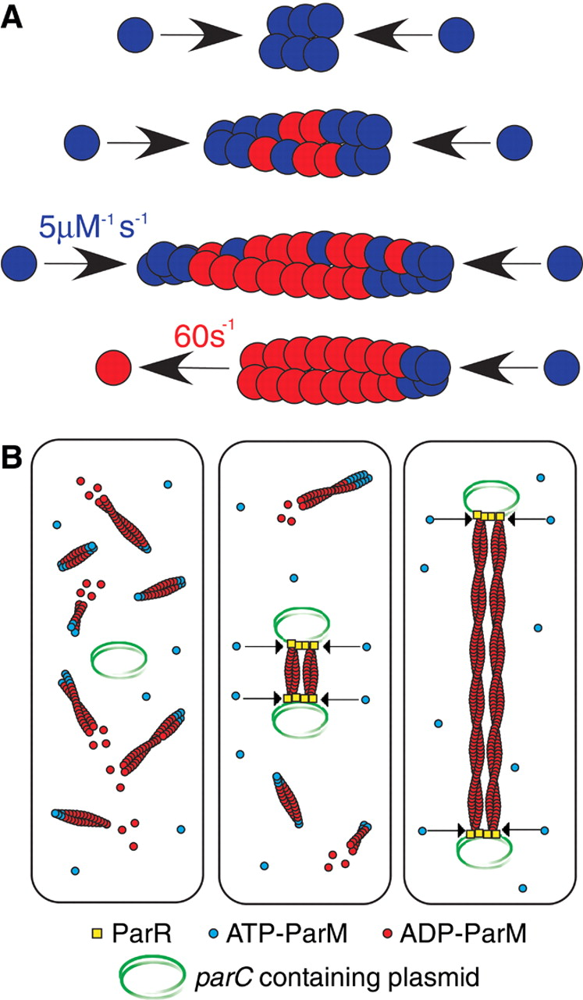 A
5μM⁻¹ s⁻¹
60s⁻¹
B
ParR ATP-ParM ADP-ParM
parC containing plasmid